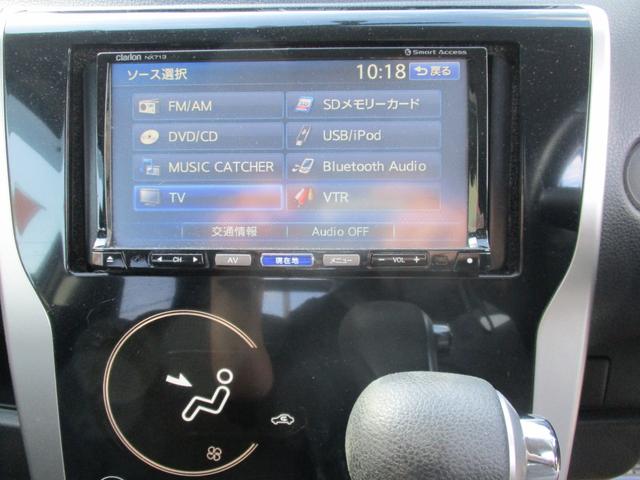 clarion NX713
Smart Access
ソース選択
10:18
戻る
FM/AM
SDメモリーカード
DVD/CD
USB/iPod
MUSIC CATCHER
Bluetooth Audio
TV
VTR
交通情報
Audio OFF
CH
AV
現在地
メニュー
− VOL +